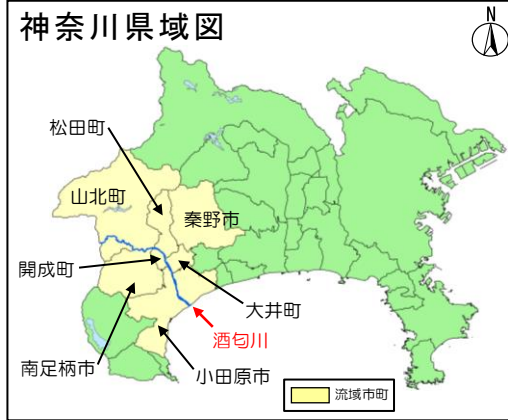 神奈川県域図
N
松田町
山北町
秦野市
開成町
大井町
酒匂川
南足柄市
小田原市
流域市町